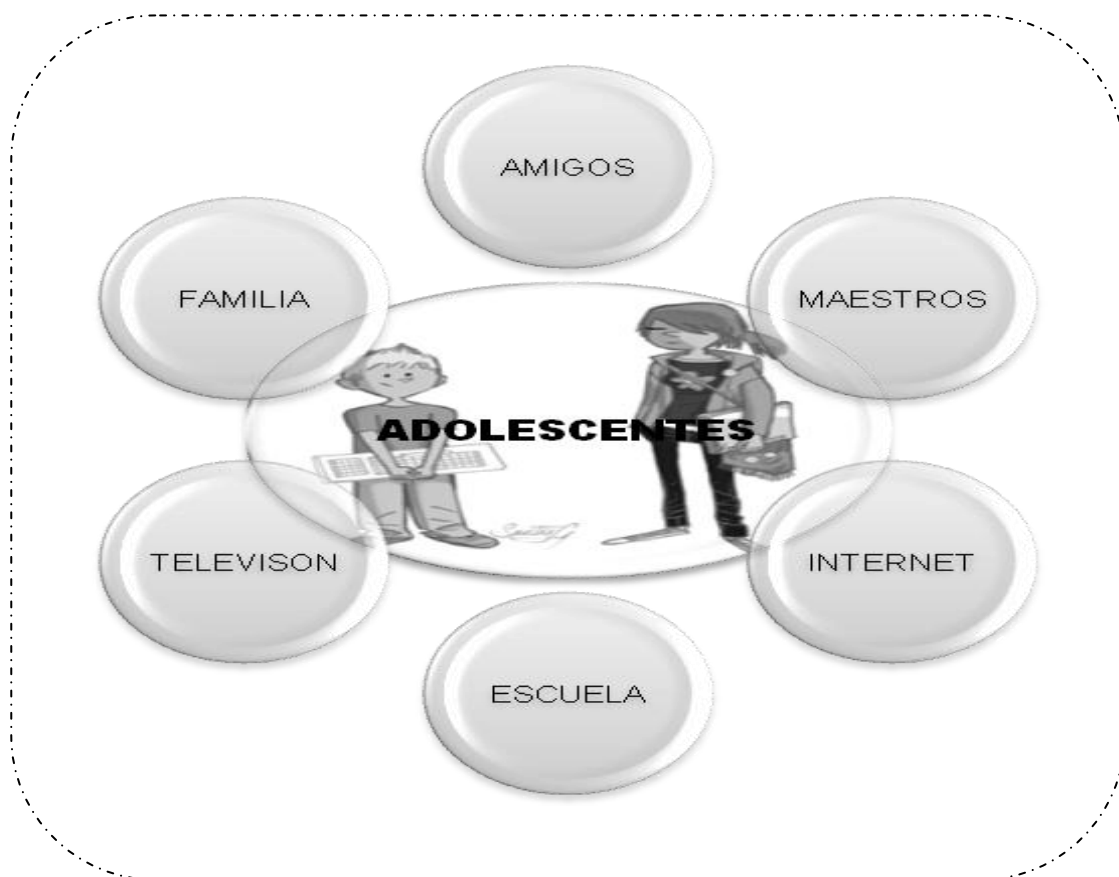 AMIGOS
FAMILIA
MAESTROS
ADOLESCENTES
TELEVISON
INTERNET
ESCUELA